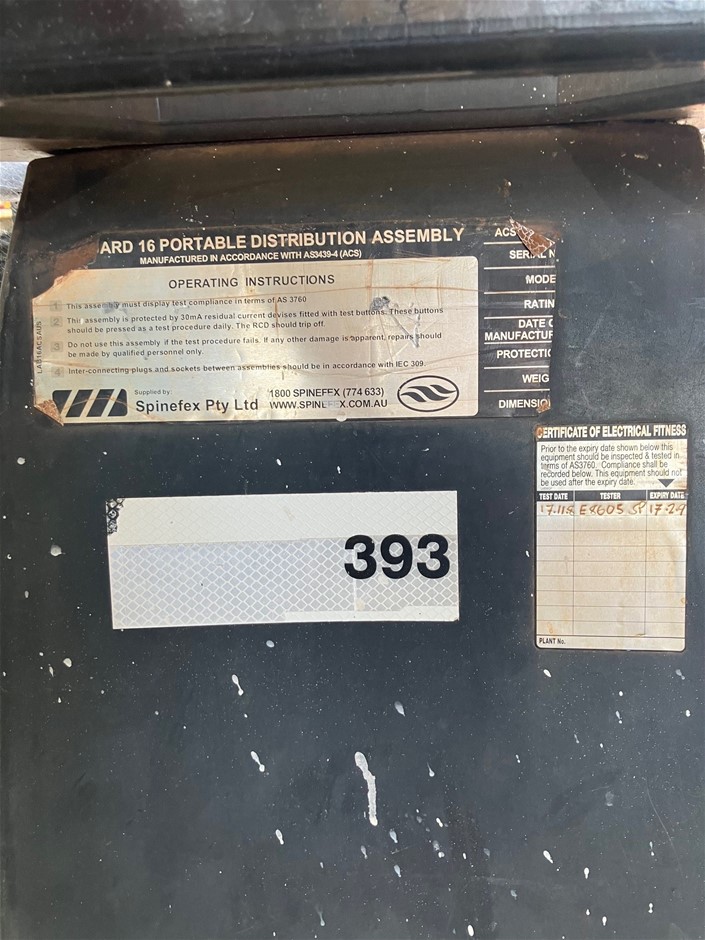 ARD 16 PORTABLE DISTRIBUTION ASSEMBLY
MANUFACTURED IN ACCORDANCE WITH AS3439-4 (ACS)
OPERATING INSTRUCTIONS
1 This assembly must display test compliance in terms of AS 3760
2 This assembly is protected by 30mA residual current devises fitted with test buttons. These buttons
should be pressed as a test procedure daily. The RCD should trip off.
3 Do not use this assembly if the test procedure fails. If any other damage is apparent, repairs should
be made by qualified personnel only.
4 Inter-connecting plugs and sockets between assemblies should be in accordance with IEC 309.
LAB16ACSAUS
Supplied by:
Spinefex Pty Ltd
1800 SPINEFEX (774 633)
WWW.SPINEFEX.COM.AU
ACS
SERIAL N
MODE
RATIN
DATE O
MANUFACTUR
PROTECTIO
WEIG
DIMENSIO
393
CERTIFICATE OF ELECTRICAL FITNESS
Prior to the expiry date shown below this
equipment should be inspected & tested in
terms of AS3760. Compliance shall be
recorded below. This equipment should not
be used after the expiry date.
TEST DATE TESTER EXPIRY DATE
E8605
PLANT No.